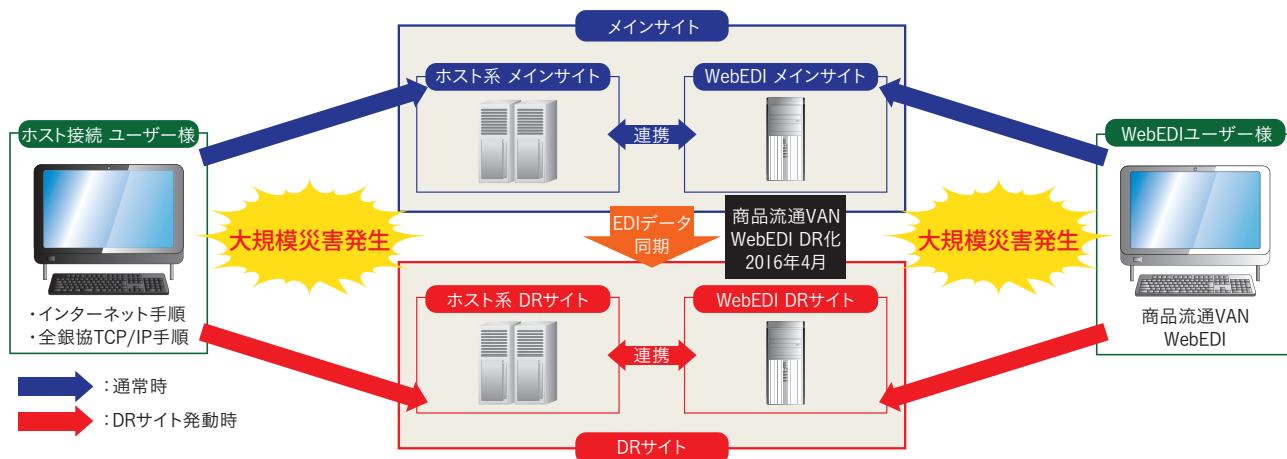 メインサイト
ホスト系 メインサイト
WebEDI メインサイト
連携
ホスト接続 ユーザー様
WebEDIユーザー様
大規模災害発生
EDIデータ
同期
商品流通VAN
WebEDI DR化
2016年4月
大規模災害発生
ホスト系 DRサイト
WebEDI DRサイト
連携
・インターネット手順
・全銀協TCP/IP手順
商品流通VAN
WebEDI
：通常時
：DRサイト発動時
DRサイト